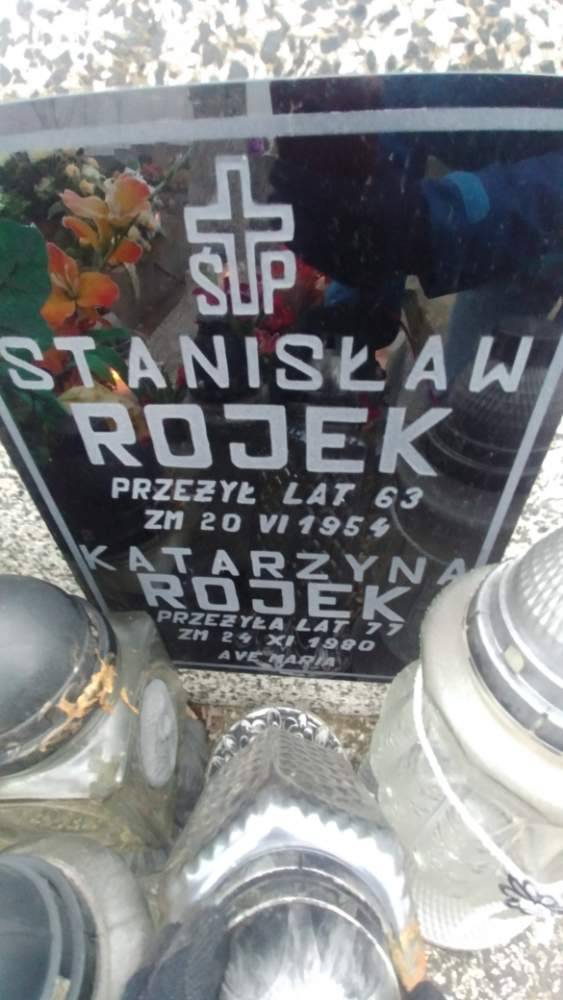 ŚP
STANISŁAW
ROJEK
PRZEŻYŁ LAT 63
ZM 20 VI 1954
KATARZYNA
ROJEK
PRZEŻYŁA LAT 77
ZM 24 XI 1980
AVE MARIA